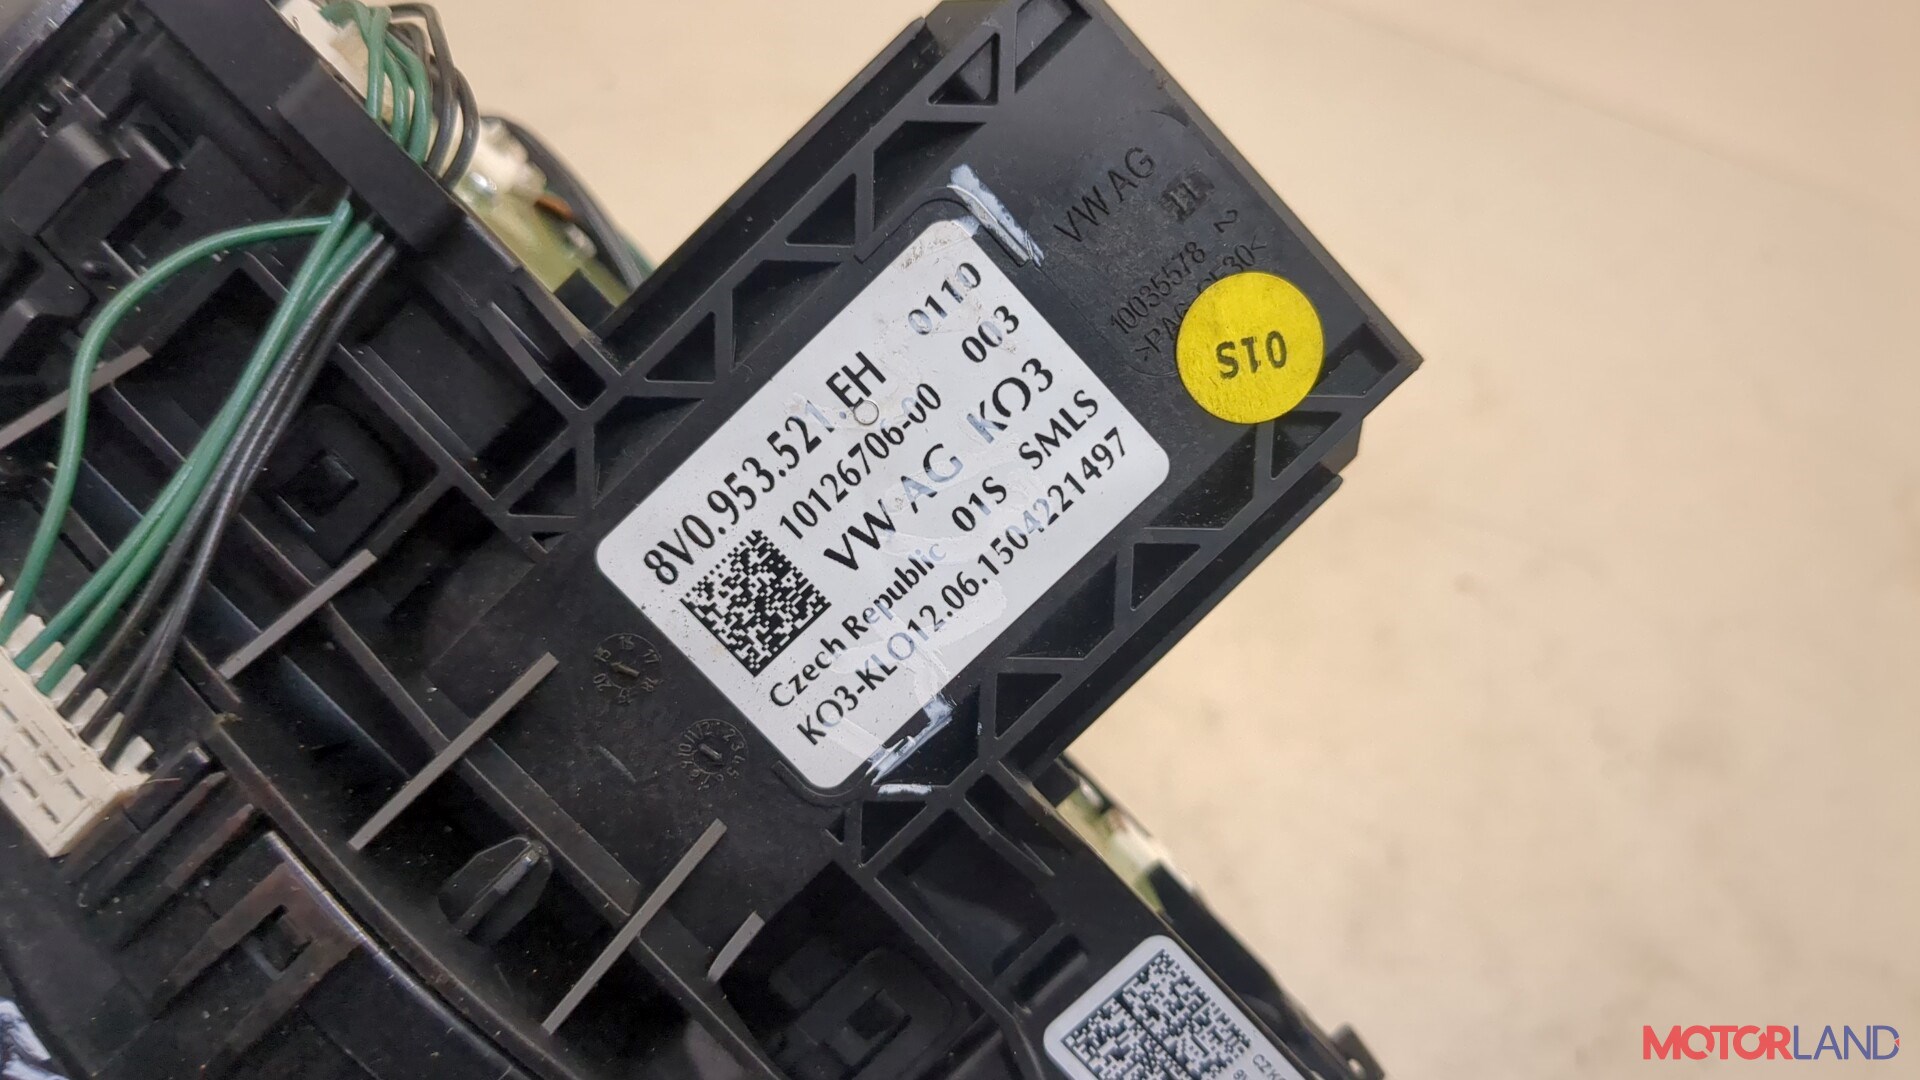 8V0.953.521.EH 0110
10126706-00 003
VW AG KO3
Czech Republic 01S SMLS
KO3-KLO12.06.1504221497
VW AG
10035578 2
01S
MOTORLAND